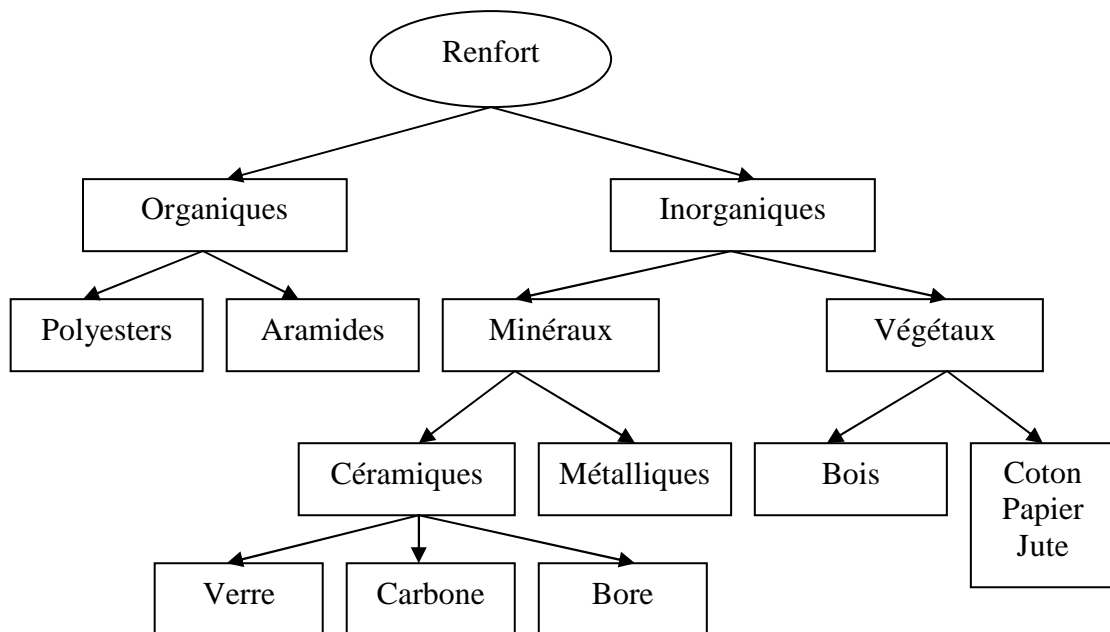 Renfort
Organiques
Inorganiques
Polyesters
Aramides
Minéraux
Végétaux
Céramiques
Métalliques
Bois
Coton
Papier
Jute
Verre
Carbone
Bore